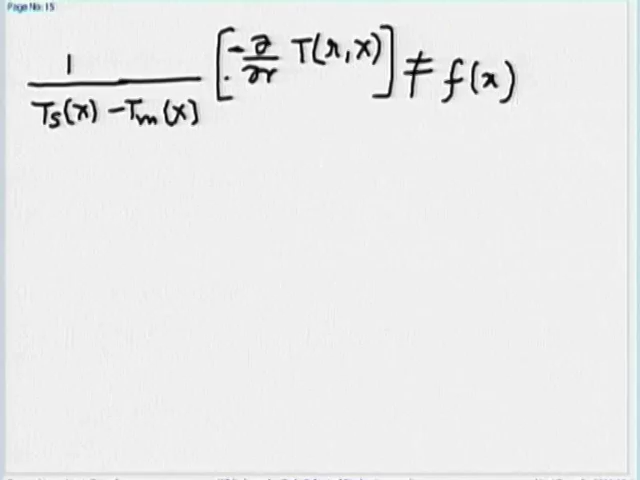 Page No: 15
1/(Ts(x) - Tm(x)) [-∂/∂r T(r,x)] ≠ f(x)